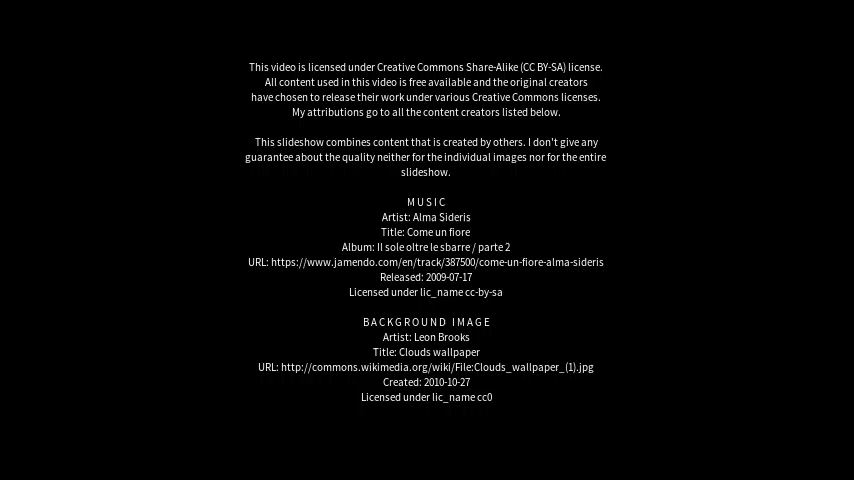 This video is licensed under Creative Commons Share-Alike (CC BY-SA) license.
All content used in this video is free available and the original creators
have chosen to release their work under various Creative Commons licenses.
My attributions go to all the content creators listed below.
This slideshow combines content that is created by others. I don't give any
guarantee about the quality neither for the individual images nor for the entire
slideshow.
MUSIC
Artist: Alma Sideris
Title: Come un fiore
Album: Il sole oltre le sbarre / parte 2
URL: https://www.jamendo.com/en/track/387500/come-un-fiore-alma-sideris
Released: 2009-07-17
Licensed under lic_name cc-by-sa
BACKGROUND IMAGE
Artist: Leon Brooks
Title: Clouds wallpaper
URL: http://commons.wikimedia.org/wiki/File:Clouds_wallpaper_(1).jpg
Created: 2010-10-27
Licensed under lic_name cc0